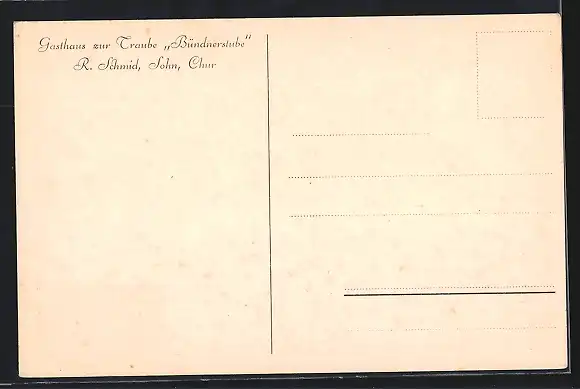 Gasthaus zur Traube „Bündnerstube"
R. Schmid, Sohn, Chur